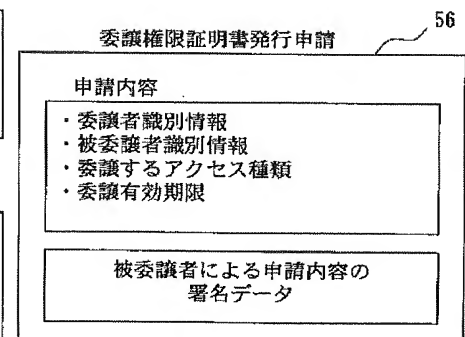 56
委譲権限証明書発行申請
申請内容
・委譲者識別情報
・被委譲者識別情報
・委譲するアクセス種類
・委譲有効期限
被委譲者による申請内容の
署名データ